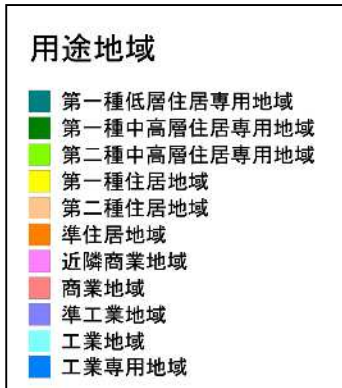 用途地域
第一種低層住居専用地域
第一種中高層住居専用地域
第二種中高層住居専用地域
第一種住居地域
第二種住居地域
準住居地域
近隣商業地域
商業地域
準工業地域
工業地域
工業専用地域